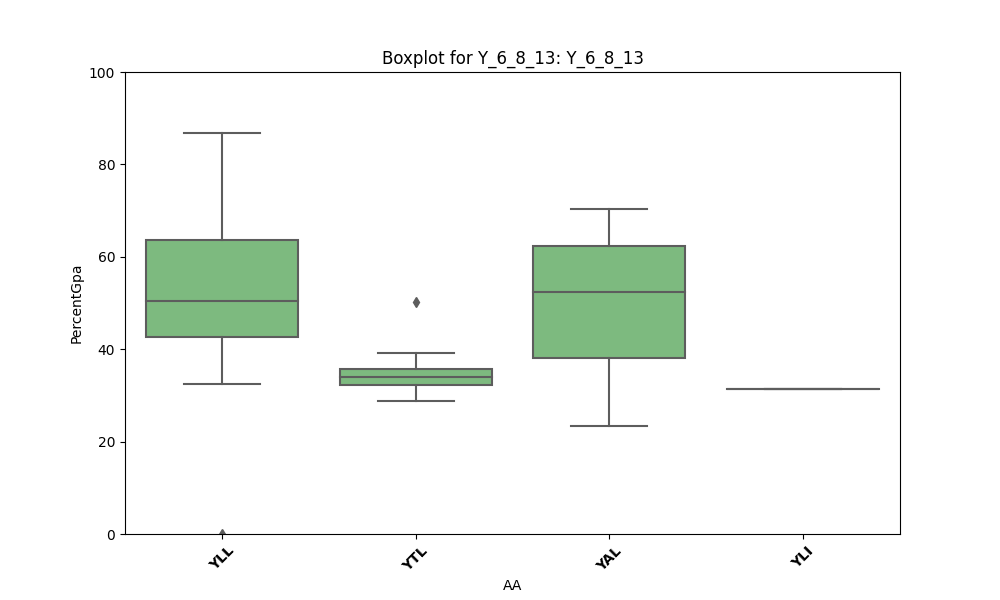 Boxplot for Y_6_8_13: Y_6_8_13
100
80
60
40
20
0
PercentGpa
YLL
YTL
YAL
YLI
AA